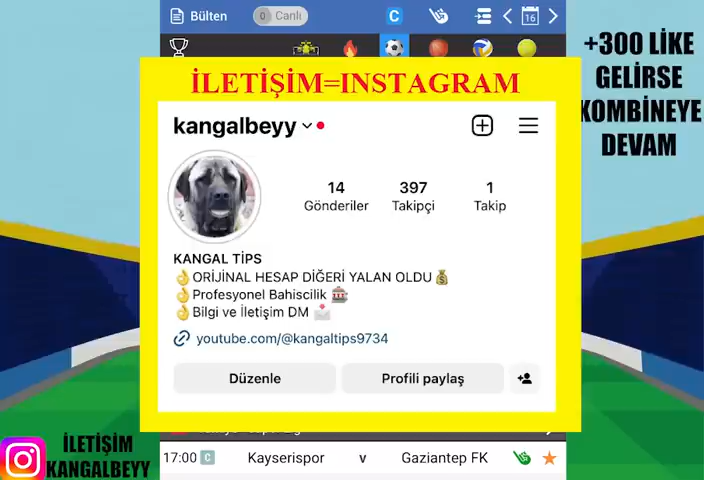 Bülten
0 Canlı
C
16
+300 LİKE
GELİRSE
KOMBİNEYE
DEVAM
İLETİŞİM=INSTAGRAM
kangalbeyy
14
Gönderiler
397
Takipçi
1
Takip
KANGAL TİPS
👌ORİJİNAL HESAP DİĞERİ YALAN OLDU💰
👌Profesyonel Bahiscilik🎰
👌Bilgi ve İletişim DM📩
youtube.com/@kangaltips9734
Düzenle
Profili paylaş
17:00 C Kayserispor v Gaziantep FK
İLETİŞİM
KANGALBEYY